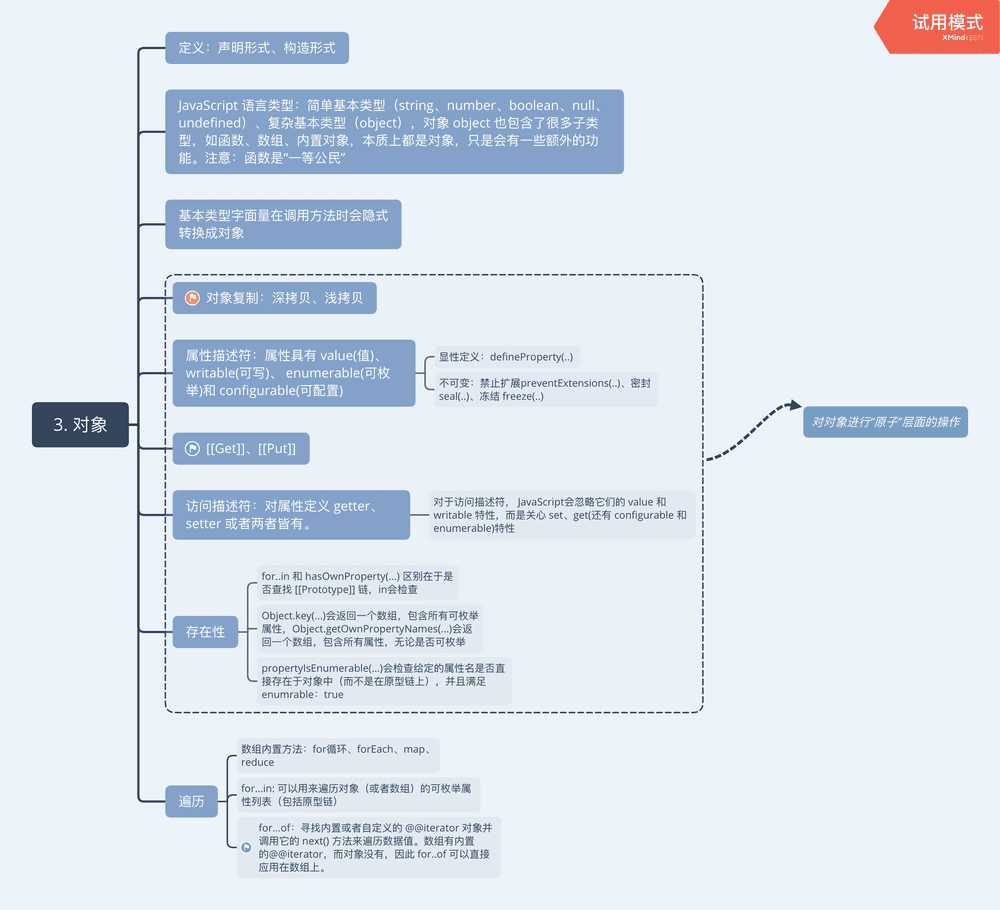 试用模式
XMind:ZEN
定义：声明形式、构造形式
JavaScript 语言类型：简单基本类型（string、number、boolean、null、
undefined）、复杂基本类型（object），对象 object 也包含了很多子类
型，如函数、数组、内置对象，本质上都是对象，只是会有一些额外的功
能。注意：函数是“一等公民”
基本类型字面量在调用方法时会隐式
转换成对象
对象复制：深拷贝、浅拷贝
属性描述符：属性具有 value(值)、
writable(可写)、 enumerable(可枚
举)和 configurable(可配置)
显性定义：defineProperty(..)
不可变：禁止扩展preventExtensions(..)、密封
seal(..)、冻结 freeze(..)
3. 对象
对对象进行“原子”层面的操作
[[Get]]、[[Put]]
访问描述符：对属性定义 getter、
setter 或者两者皆有。
对于访问描述符， JavaScript会忽略它们的 value 和
writable 特性，而是关心 set、get(还有 configurable 和
enumerable)特性
存在性
for..in 和 hasOwnProperty(...) 区别在于是
否查找 [[Prototype]] 链，in会检查
Object.key(...)会返回一个数组，包含所有可枚举
属性，Object.getOwnPropertyNames(...)会返
回一个数组，包含所有属性，无论是否可枚举
propertyIsEnumerable(...)会检查给定的属性名是否直
接存在于对象中（而不是在原型链上），并且满足
enumrable：true
遍历
数组内置方法：for循环、forEach、map、
reduce
for...in: 可以用来遍历对象（或者数组）的可枚举属
性列表（包括原型链）
for...of：寻找内置或者自定义的 @@iterator 对象并
调用它的 next() 方法来遍历数据值。数组有内置
的@@iterator，而对象没有，因此 for..of 可以直接
应用在数组上。